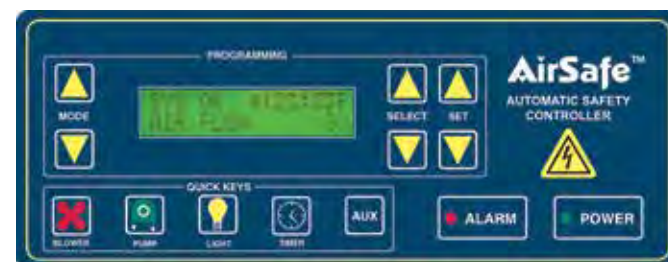 PROGRAMMING
MODE
SELECT
SET
AirSafe™
AUTOMATIC SAFETY
CONTROLLER
QUICK KEYS
BLOWER
PUMP
LIGHT
TIMER
AUX
ALARM
POWER